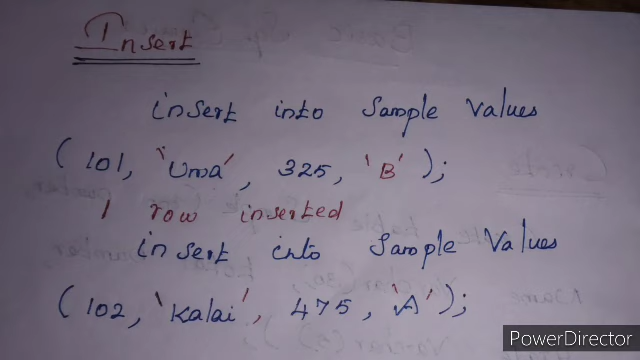 Insert
insert into Sample Values
(101, 'Uma', 325, 'B');
1 row inserted
insert into Sample Values
(102, 'Kalai', 475, 'A');
PowerDirector